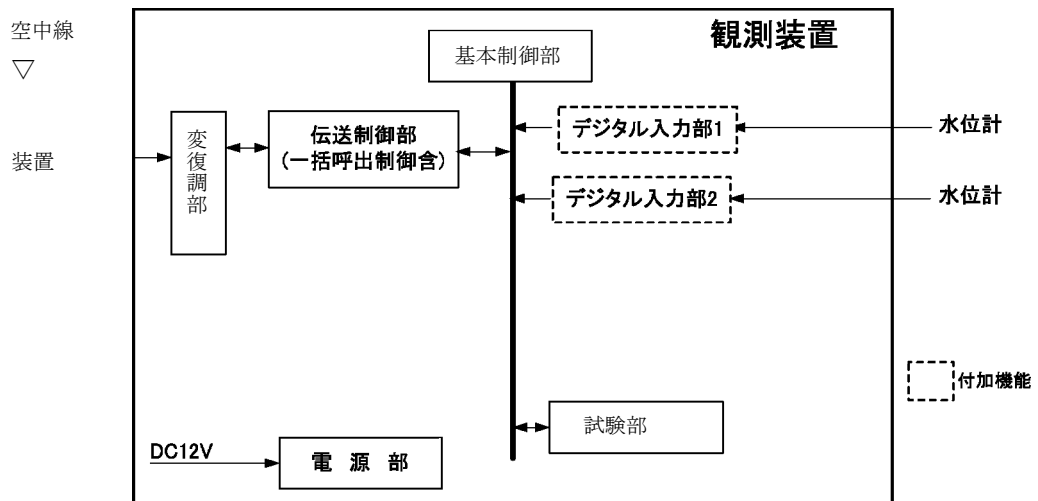 空中線
▽
装置
観測装置
基本制御部
変復調部
伝送制御部
(一括呼出制御含)
デジタル入力部1
水位計
デジタル入力部2
水位計
付加機能
試験部
DC12V
電 源 部